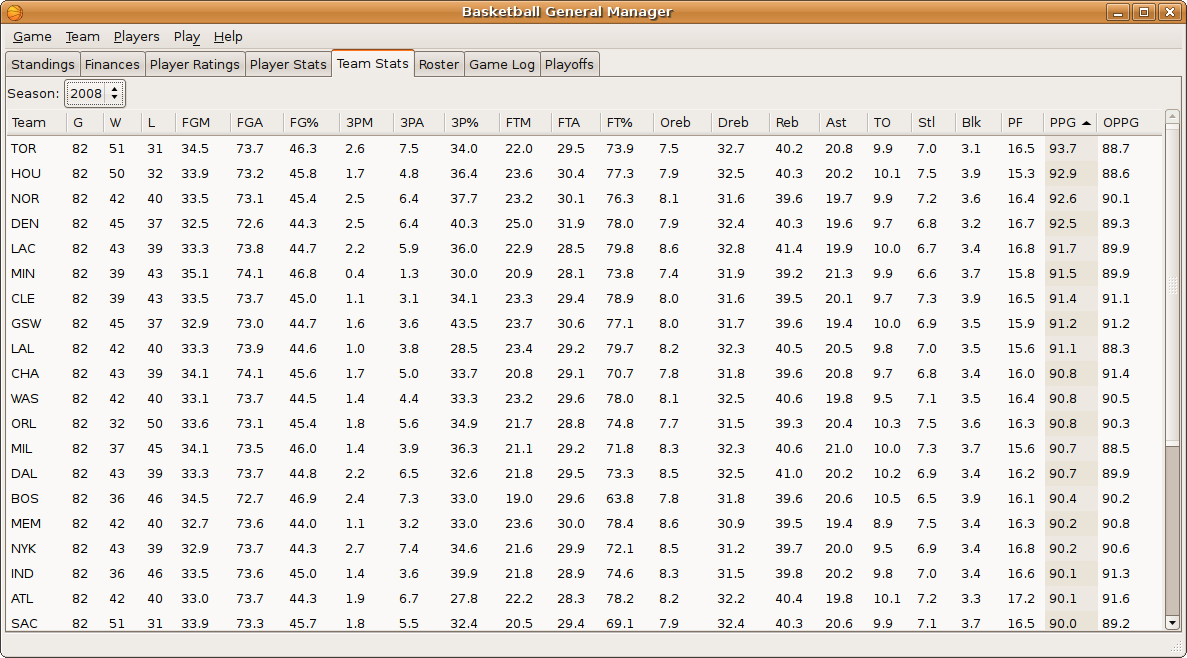 Basketball General Manager
Game Team Players Play Help
Standings Finances Player Ratings Player Stats Team Stats Roster Game Log Playoffs
Season: 2008
Team G W L FGM FGA FG% 3PM 3PA 3P% FTM FTA FT% Oreb Dreb Reb Ast TO Stl Blk PF PPG OPPG
TOR 82 51 31 34.5 73.7 46.3 2.6 7.5 34.0 22.0 29.5 73.9 7.5 32.7 40.2 20.8 9.9 7.0 3.1 16.5 93.7 88.7
HOU 82 50 32 33.9 73.2 45.8 1.7 4.8 36.4 23.6 30.4 77.3 7.9 32.5 40.3 20.2 10.1 7.5 3.9 15.3 92.9 88.6
NOR 82 42 40 33.5 73.1 45.4 2.5 6.4 37.7 23.2 30.1 76.3 8.1 31.6 39.6 19.7 9.9 7.2 3.6 16.4 92.6 90.1
DEN 82 45 37 32.5 72.6 44.3 2.5 6.4 40.3 25.0 31.9 78.0 7.9 32.4 40.3 19.6 9.7 6.8 3.2 16.7 92.5 89.3
LAC 82 43 39 33.3 73.8 44.7 2.2 5.9 36.0 22.9 28.5 79.8 8.6 32.8 41.4 19.9 10.0 6.7 3.4 16.8 91.7 89.9
MIN 82 39 43 35.1 74.1 46.8 0.4 1.3 30.0 20.9 28.1 73.8 7.4 31.9 39.2 21.3 9.9 6.6 3.7 15.8 91.5 89.9
CLE 82 39 43 33.5 73.7 45.0 1.1 3.1 34.1 23.3 29.4 78.9 8.0 31.6 39.5 20.1 9.7 7.3 3.9 16.5 91.4 91.1
GSW 82 45 37 32.9 73.0 44.7 1.6 3.6 43.5 23.7 30.6 77.1 8.0 31.7 39.6 19.4 10.0 6.9 3.5 15.9 91.2 91.2
LAL 82 42 40 33.3 73.9 44.6 1.0 3.8 28.5 23.4 29.2 79.7 8.2 32.3 40.5 20.5 9.8 7.0 3.5 15.6 91.1 88.3
CHA 82 43 39 34.1 74.1 45.6 1.7 5.0 33.7 20.8 29.1 70.7 7.8 31.8 39.6 20.8 9.7 6.8 3.4 16.0 90.8 91.4
WAS 82 42 40 33.1 73.7 44.5 1.4 4.4 33.3 23.2 29.6 78.0 8.1 32.5 40.6 19.8 9.5 7.1 3.5 16.4 90.8 90.5
ORL 82 32 50 33.6 73.1 45.4 1.8 5.6 34.9 21.7 28.8 74.8 7.7 31.5 39.3 20.4 10.3 7.5 3.6 16.3 90.8 90.3
MIL 82 37 45 34.1 73.5 46.0 1.4 3.9 36.3 21.1 29.2 71.8 8.3 32.3 40.6 21.0 10.0 7.3 3.7 15.6 90.7 88.5
DAL 82 43 39 33.3 73.7 44.8 2.2 6.5 32.6 21.8 29.5 73.3 8.5 32.5 41.0 20.2 10.2 6.9 3.4 16.2 90.7 89.9
BOS 82 36 46 34.5 72.7 46.9 2.4 7.3 33.0 19.0 29.6 63.8 7.8 31.8 39.6 20.6 10.5 6.5 3.9 16.1 90.4 90.2
MEM 82 42 40 32.7 73.6 44.0 1.1 3.2 33.0 23.6 30.0 78.4 8.6 30.9 39.5 19.4 8.9 7.5 3.4 16.3 90.2 90.8
NYK 82 43 39 32.9 73.7 44.3 2.7 7.4 34.6 21.6 29.9 72.1 8.5 31.2 39.7 20.0 9.5 6.9 3.4 16.8 90.2 90.6
IND 82 36 46 33.5 73.6 45.0 1.4 3.6 39.9 21.8 28.9 74.6 8.3 31.5 39.8 20.2 9.8 7.0 3.4 16.6 90.1 91.3
ATL 82 42 40 33.0 73.7 44.3 1.9 6.7 27.8 22.2 28.3 78.2 8.2 32.2 40.4 19.8 10.1 7.2 3.3 17.2 90.1 91.6
SAC 82 51 31 33.9 73.3 45.7 1.8 5.5 32.4 20.5 29.4 69.1 7.9 32.4 40.3 20.6 9.9 7.1 3.7 16.5 90.0 89.2